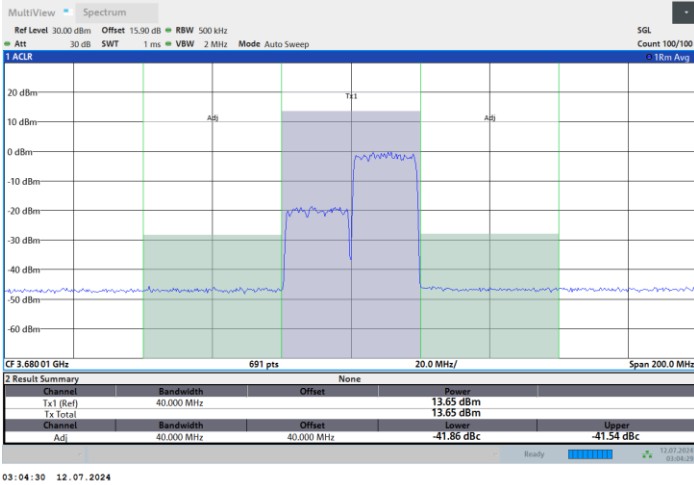 MultiView Spectrum
Ref Level 30.00 dBm Offset 15.90 dB RBW 500 kHz SGL
Att 30 dB SWT 1 ms VBW 2 MHz Mode Auto Sweep Count 100/100
1 ACLR 1Rm Avg
20 dBm
Tx1
10 dBm Adj Adj
0 dBm
-10 dBm
-20 dBm
-30 dBm
-40 dBm
-50 dBm
-60 dBm
CF 3.680 01 GHz 691 pts 20.0 MHz/ Span 200.0 MHz
2 Result Summary None
Channel Bandwidth Offset Power
Tx1 (Ref) 40.000 MHz 13.65 dBm
Tx Total 13.65 dBm
Channel Bandwidth Offset Lower Upper
Adj 40.000 MHz 40.000 MHz -41.86 dBc -41.54 dBc
Ready 12.07.2024
03:04:29
03:04:30 12.07.2024